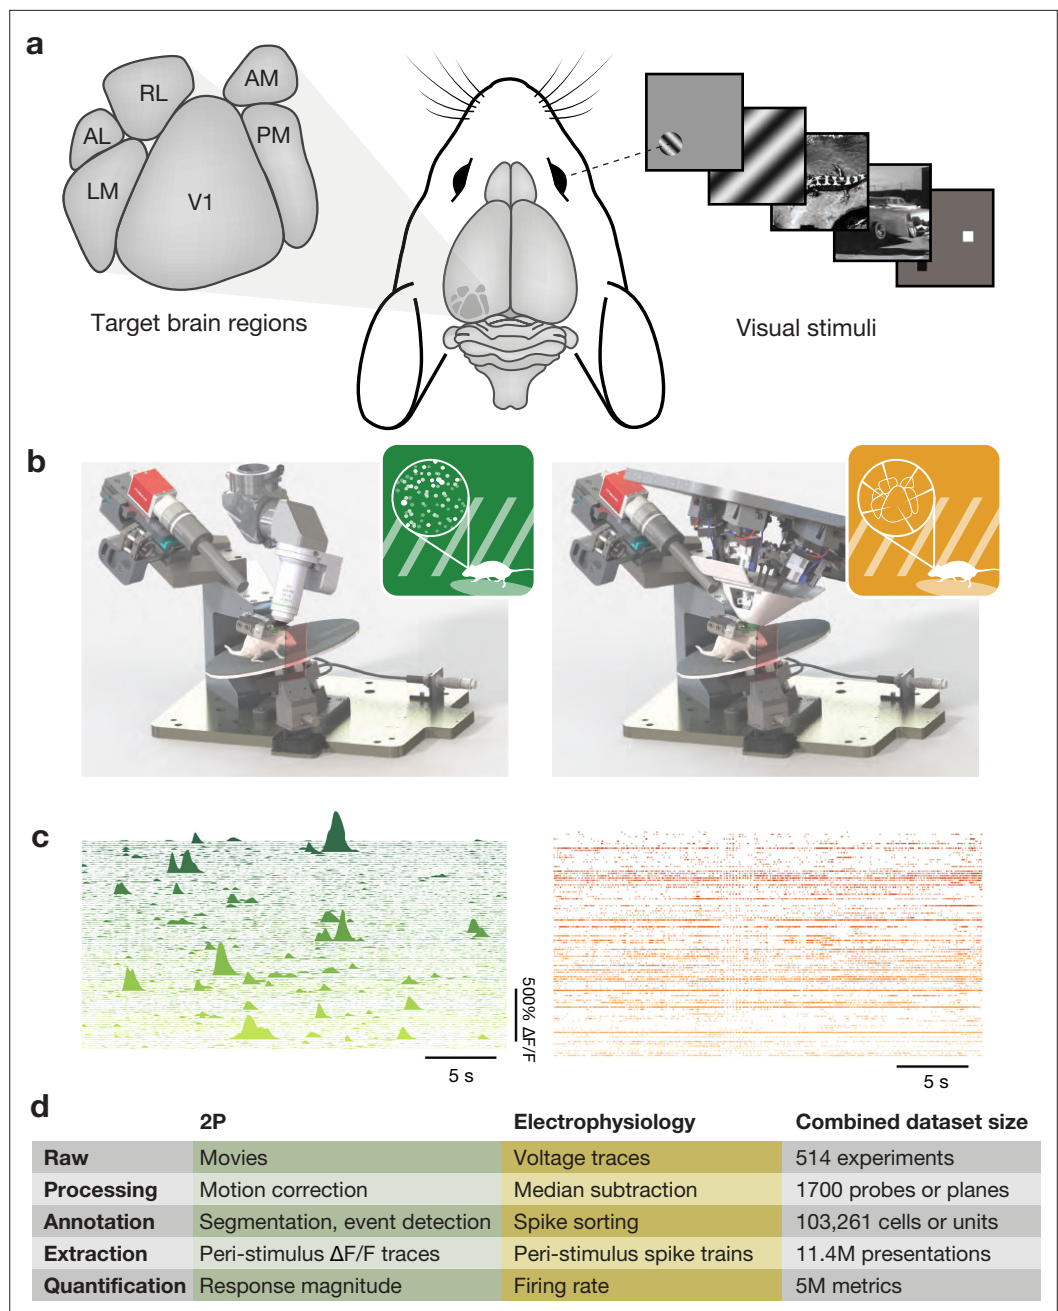 a
RL
AM
AL
PM
LM
V1
Target brain regions
Visual stimuli
b
c
500% ΔF/F
5 s
5 s
d
2P Electrophysiology Combined dataset size
Raw Movies Voltage traces 514 experiments
Processing Motion correction Median subtraction 1700 probes or planes
Annotation Segmentation, event detection Spike sorting 103,261 cells or units
Extraction Peri-stimulus ΔF/F traces Peri-stimulus spike trains 11.4M presentations
Quantification Response magnitude Firing rate 5M metrics